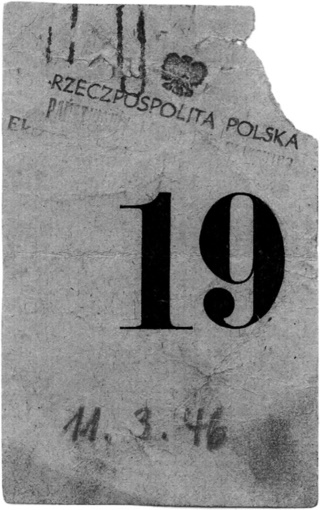 RZECZPOSPOLITA POLSKA
19
11. 3. 46